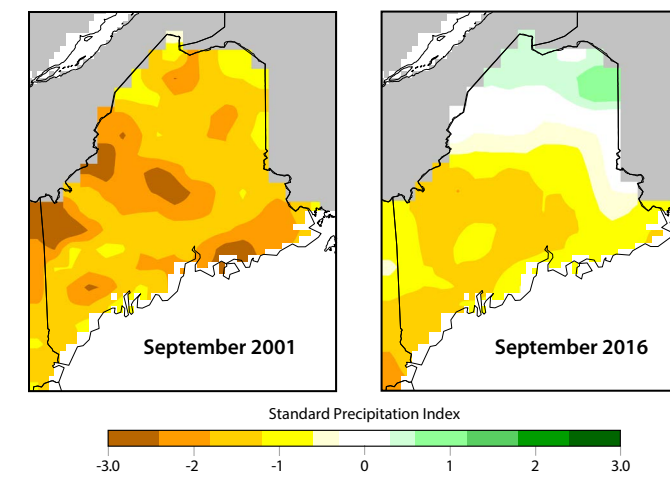 September 2001
September 2016
Standard Precipitation Index
-3.0 -2 -1 0 1 2 3.0